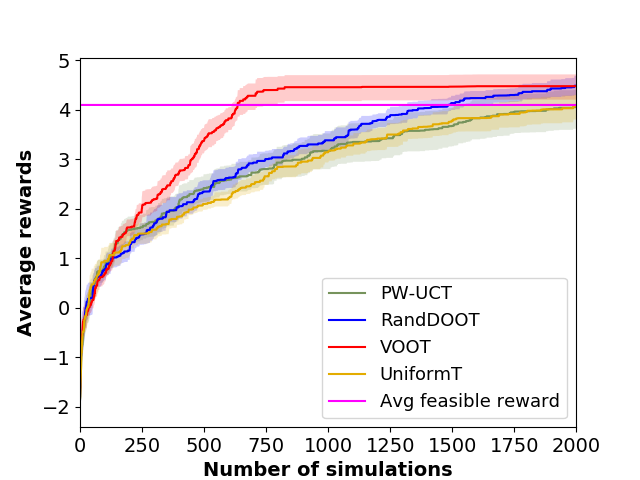 5
4
3
2
1
0
−1
−2
Average rewards
PW-UCT
RandDOOT
VOOT
UniformT
Avg feasible reward
0 250 500 750 1000 1250 1500 1750 2000
Number of simulations